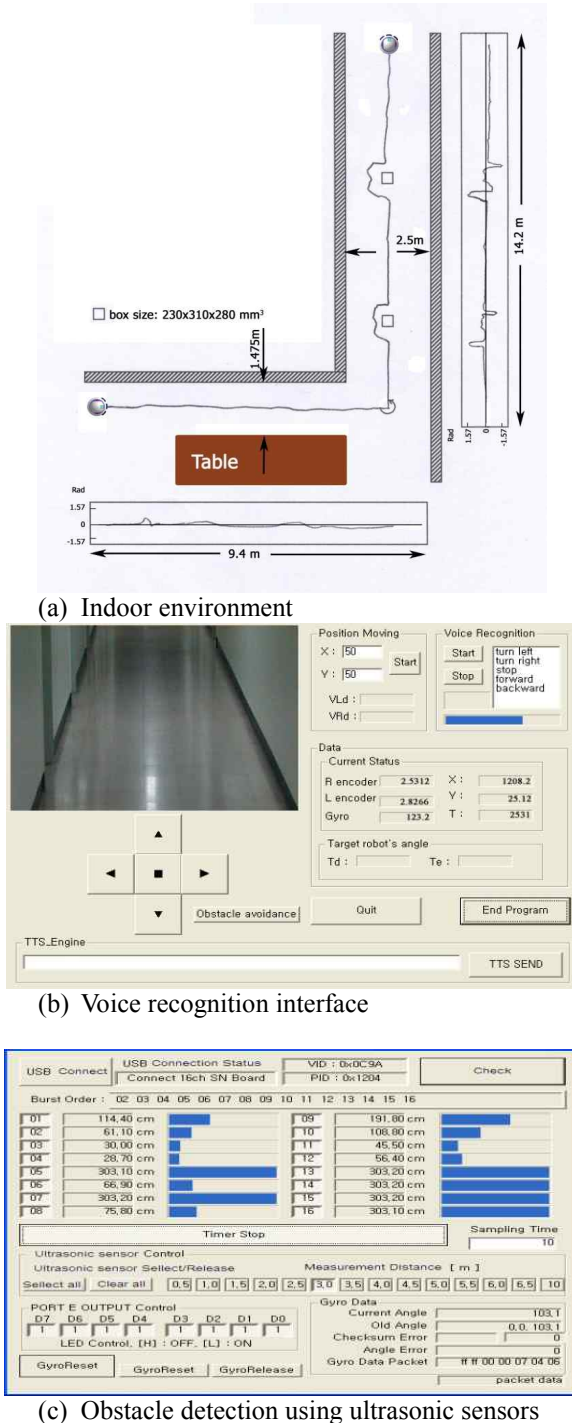 2.5m
14.2 m
box size: 230x310x280 mm³
1.475m
Table
Rad
1.57
0
-1.57
Rad
1.57
0
-1.57
9.4 m
(a) Indoor environment
Position Moving
X : 50
Y : 50
Start
VLd :
VRd :
Voice Recognition
Start
Stop
turn left
turn right
stop
forward
backward
Data
Current Status
R encoder 2.5312 X : 1208.2
L encoder 2.8266 Y : 25.12
Gyro 123.2 T : 2531
Target robot's angle
Td : Te :
Obstacle avoidance
Quit
End Program
TTS_Engine
TTS SEND
(b) Voice recognition interface
USB Connect
USB Connection Status
Connect 16ch SN Board
VID : 0x0C9A
PID : 0x1204
Check
Burst Order : 02 03 04 05 06 07 08 09 10 11 12 13 14 15 16
01 114,40 cm 09 191,80 cm
02 61,10 cm 10 108,80 cm
03 30,00 cm 11 45,50 cm
04 28,70 cm 12 56,40 cm
05 303,10 cm 13 303,20 cm
06 66,90 cm 14 303,20 cm
07 303,20 cm 15 303,20 cm
08 75,80 cm 16 303,10 cm
Timer Stop
Sampling Time
10
Ultrasonic sensor Control
Ultrasonic sensor Sellect/Release Measurement Distance [ m ]
Sellect all Clear all 0,5 1,0 1,5 2,0 2,5 3,0 3,5 4,0 4,5 5,0 5,5 6,0 6,5 10
PORT E OUTPUT Control
D7 D6 D5 D4 D3 D2 D1 D0
1 1 1 1 1 1 1 1
LED Control, [H] : OFF, [L] : ON
GyroReset GyroReset GyroRelease
Gyro Data
Current Angle 103,1
Old Angle 0, 0, 103,1
Checksum Error 0
Angle Error 0
Gyro Data Packet ff ff 00 00 07 04 06
packet data
(c) Obstacle detection using ultrasonic sensors